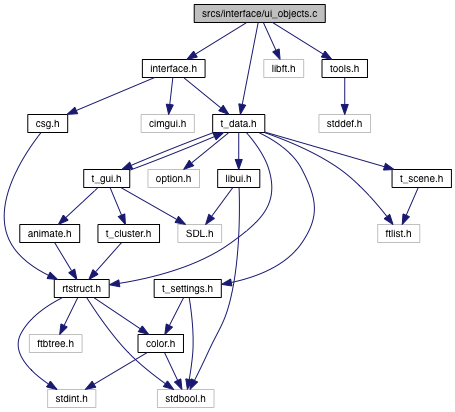 srcs/interface/ui_objects.c
interface.h
libft.h
tools.h
csg.h
cimgui.h
t_data.h
stddef.h
t_gui.h
option.h
libui.h
t_scene.h
animate.h
t_cluster.h
SDL.h
ftlist.h
rtstruct.h
t_settings.h
ftbtree.h
color.h
stdint.h
stdbool.h